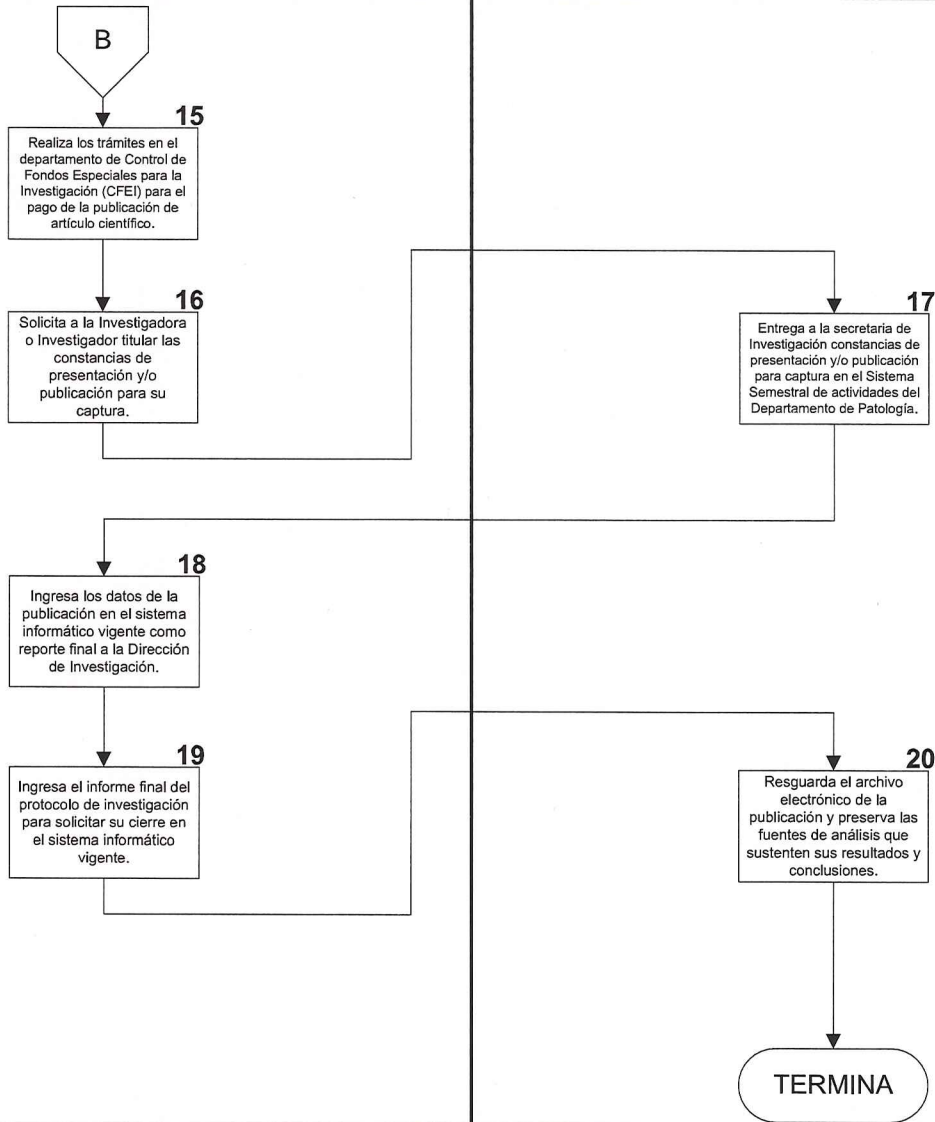 B
15
Realiza los trámites en el
departamento de Control de
Fondos Especiales para la
Investigación (CFEI) para el
pago de la publicación de
artículo científico.
16
Solicita a la Investigadora
o Investigador titular las
constancias de
presentación y/o
publicación para su
captura.
17
Entrega a la secretaria de
Investigación constancias de
presentación y/o publicación
para captura en el Sistema
Semestral de actividades del
Departamento de Patología.
18
Ingresa los datos de la
publicación en el sistema
informático vigente como
reporte final a la Dirección
de Investigación.
19
Ingresa el informe final del
protocolo de investigación
para solicitar su cierre en
el sistema informático
vigente.
20
Resguarda el archivo
electrónico de la
publicación y preserva las
fuentes de análisis que
sustenten sus resultados y
conclusiones.
TERMINA